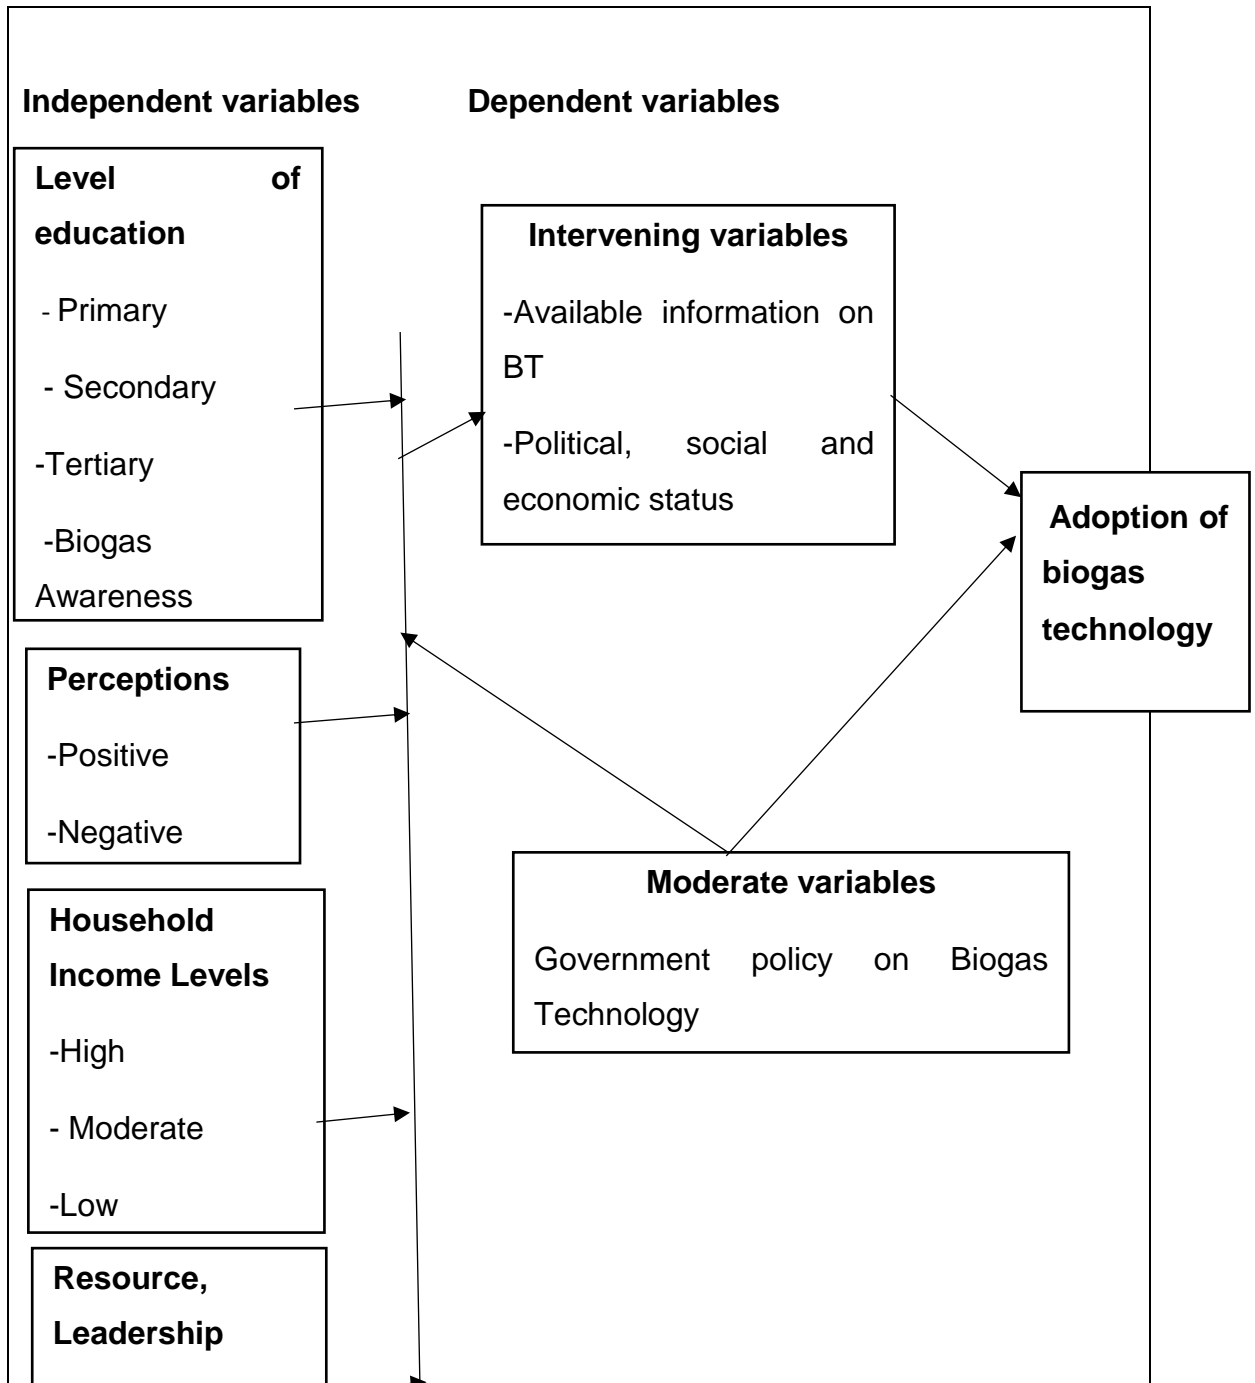 Independent variables
Dependent variables
Level of
education
- Primary
- Secondary
-Tertiary
-Biogas
Awareness
Perceptions
-Positive
-Negative
Household
Income Levels
-High
- Moderate
-Low
Resource,
Leadership
Intervening variables
-Available information on
BT
-Political, social and
economic status
Moderate variables
Government policy on Biogas
Technology
Adoption of
biogas
technology